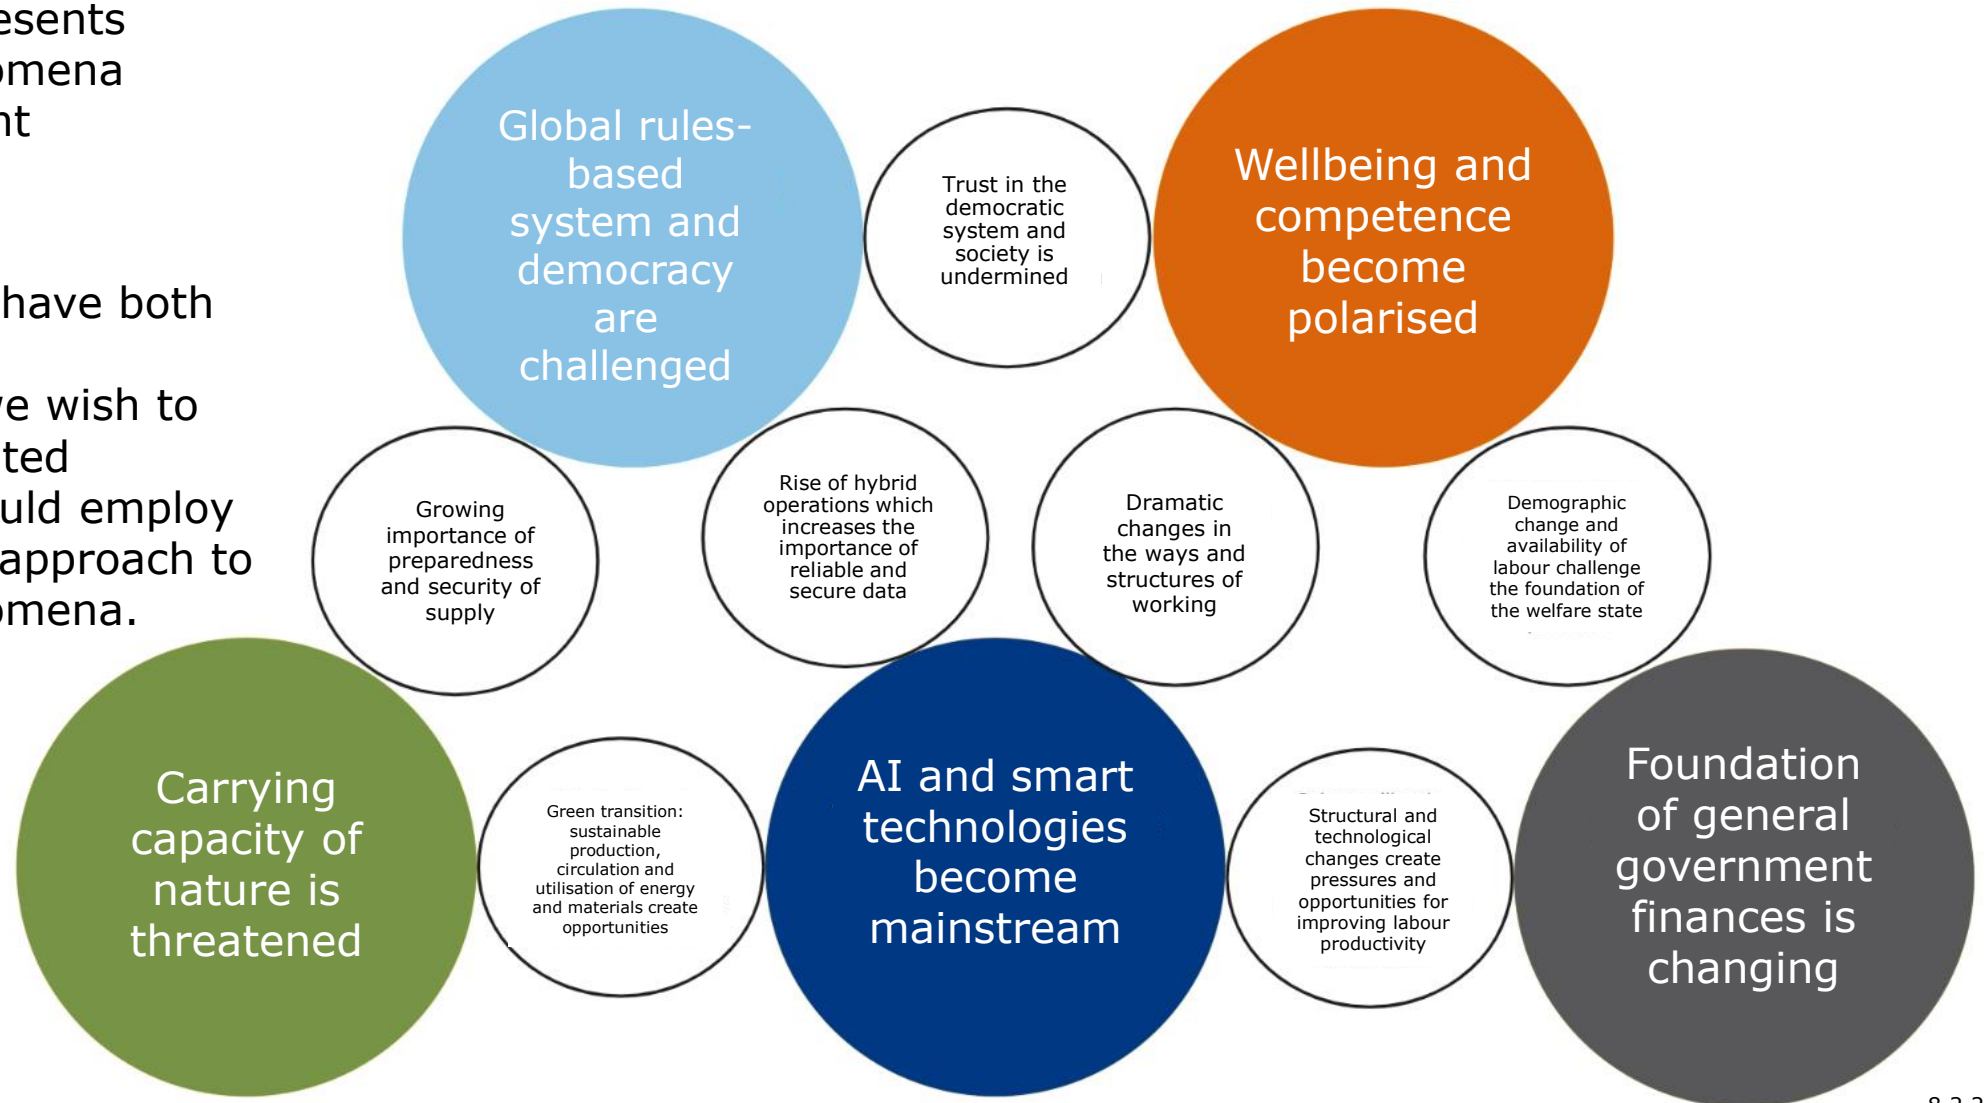 esents
omena
nt
have both
ve wish to
ted
uld employ
approach to
omena.
Global rules-
based
system and
democracy
are
challenged
Trust in the
democratic
system and
society is
undermined
Wellbeing and
competence
become
polarised
Growing
importance of
preparedness
and security of
supply
Rise of hybrid
operations which
increases the
importance of
reliable and
secure data
Dramatic
changes in
the ways and
structures of
working
Demographic
change and
availability of
labour challenge
the foundation of
the welfare state
Carrying
capacity of
nature is
threatened
Green transition:
sustainable
production,
circulation and
utilisation of energy
and materials create
opportunities
AI and smart
technologies
become
mainstream
Structural and
technological
changes create
pressures and
opportunities for
improving labour
productivity
Foundation
of general
government
finances is
changing